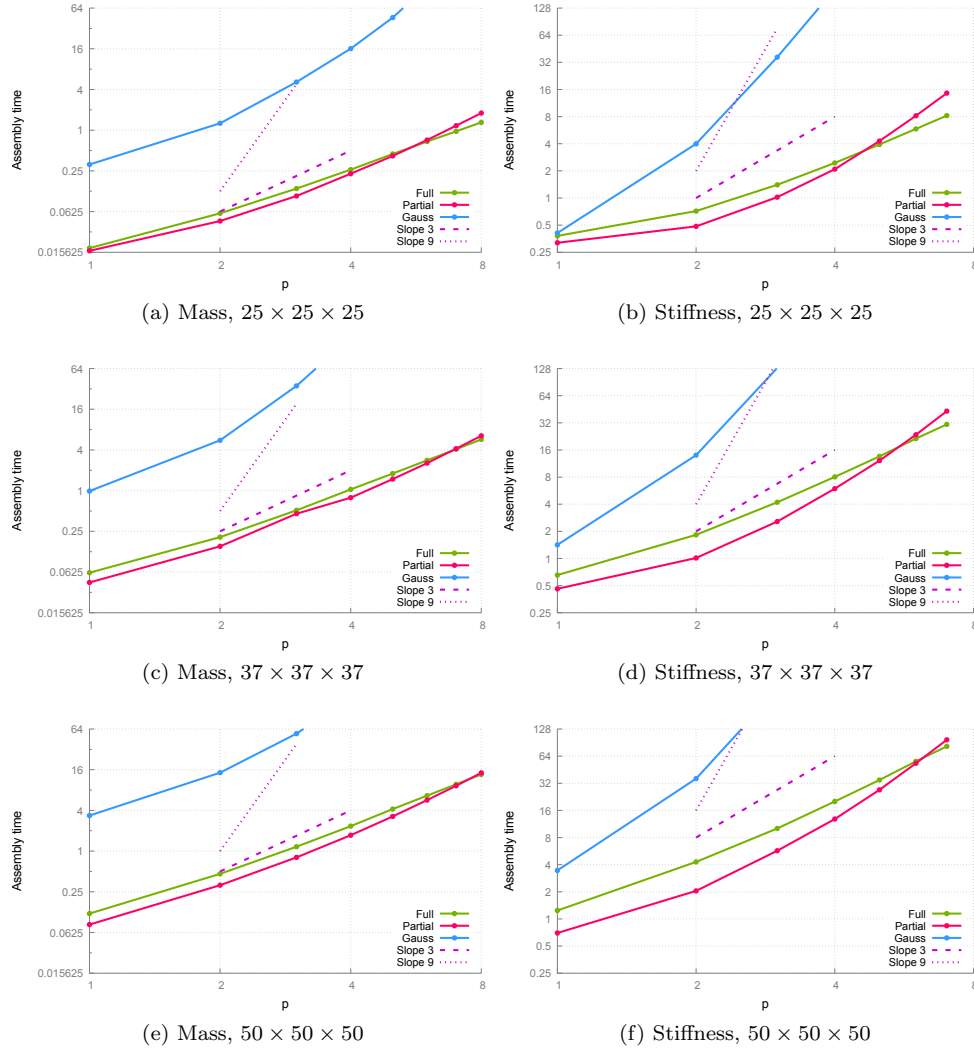 64
16
4
1
0.25
0.0625
0.015625
Assembly time
Full
Partial
Gauss
Slope 3
Slope 9
1
2
4
8
p
(a) Mass, 25 × 25 × 25
128
64
32
16
8
4
2
1
0.5
0.25
Assembly time
Full
Partial
Gauss
Slope 3
Slope 9
1
2
4
8
p
(b) Stiffness, 25 × 25 × 25
64
16
4
1
0.25
0.0625
0.015625
Assembly time
Full
Partial
Gauss
Slope 3
Slope 9
1
2
4
8
p
(c) Mass, 37 × 37 × 37
128
64
32
16
8
4
2
1
0.5
0.25
Assembly time
Full
Partial
Gauss
Slope 3
Slope 9
1
2
4
8
p
(d) Stiffness, 37 × 37 × 37
64
16
4
1
0.25
0.0625
0.015625
Assembly time
Full
Partial
Gauss
Slope 3
Slope 9
1
2
4
8
p
(e) Mass, 50 × 50 × 50
128
64
32
16
8
4
2
1
0.5
0.25
Assembly time
Full
Partial
Gauss
Slope 3
Slope 9
1
2
4
8
p
(f) Stiffness, 50 × 50 × 50